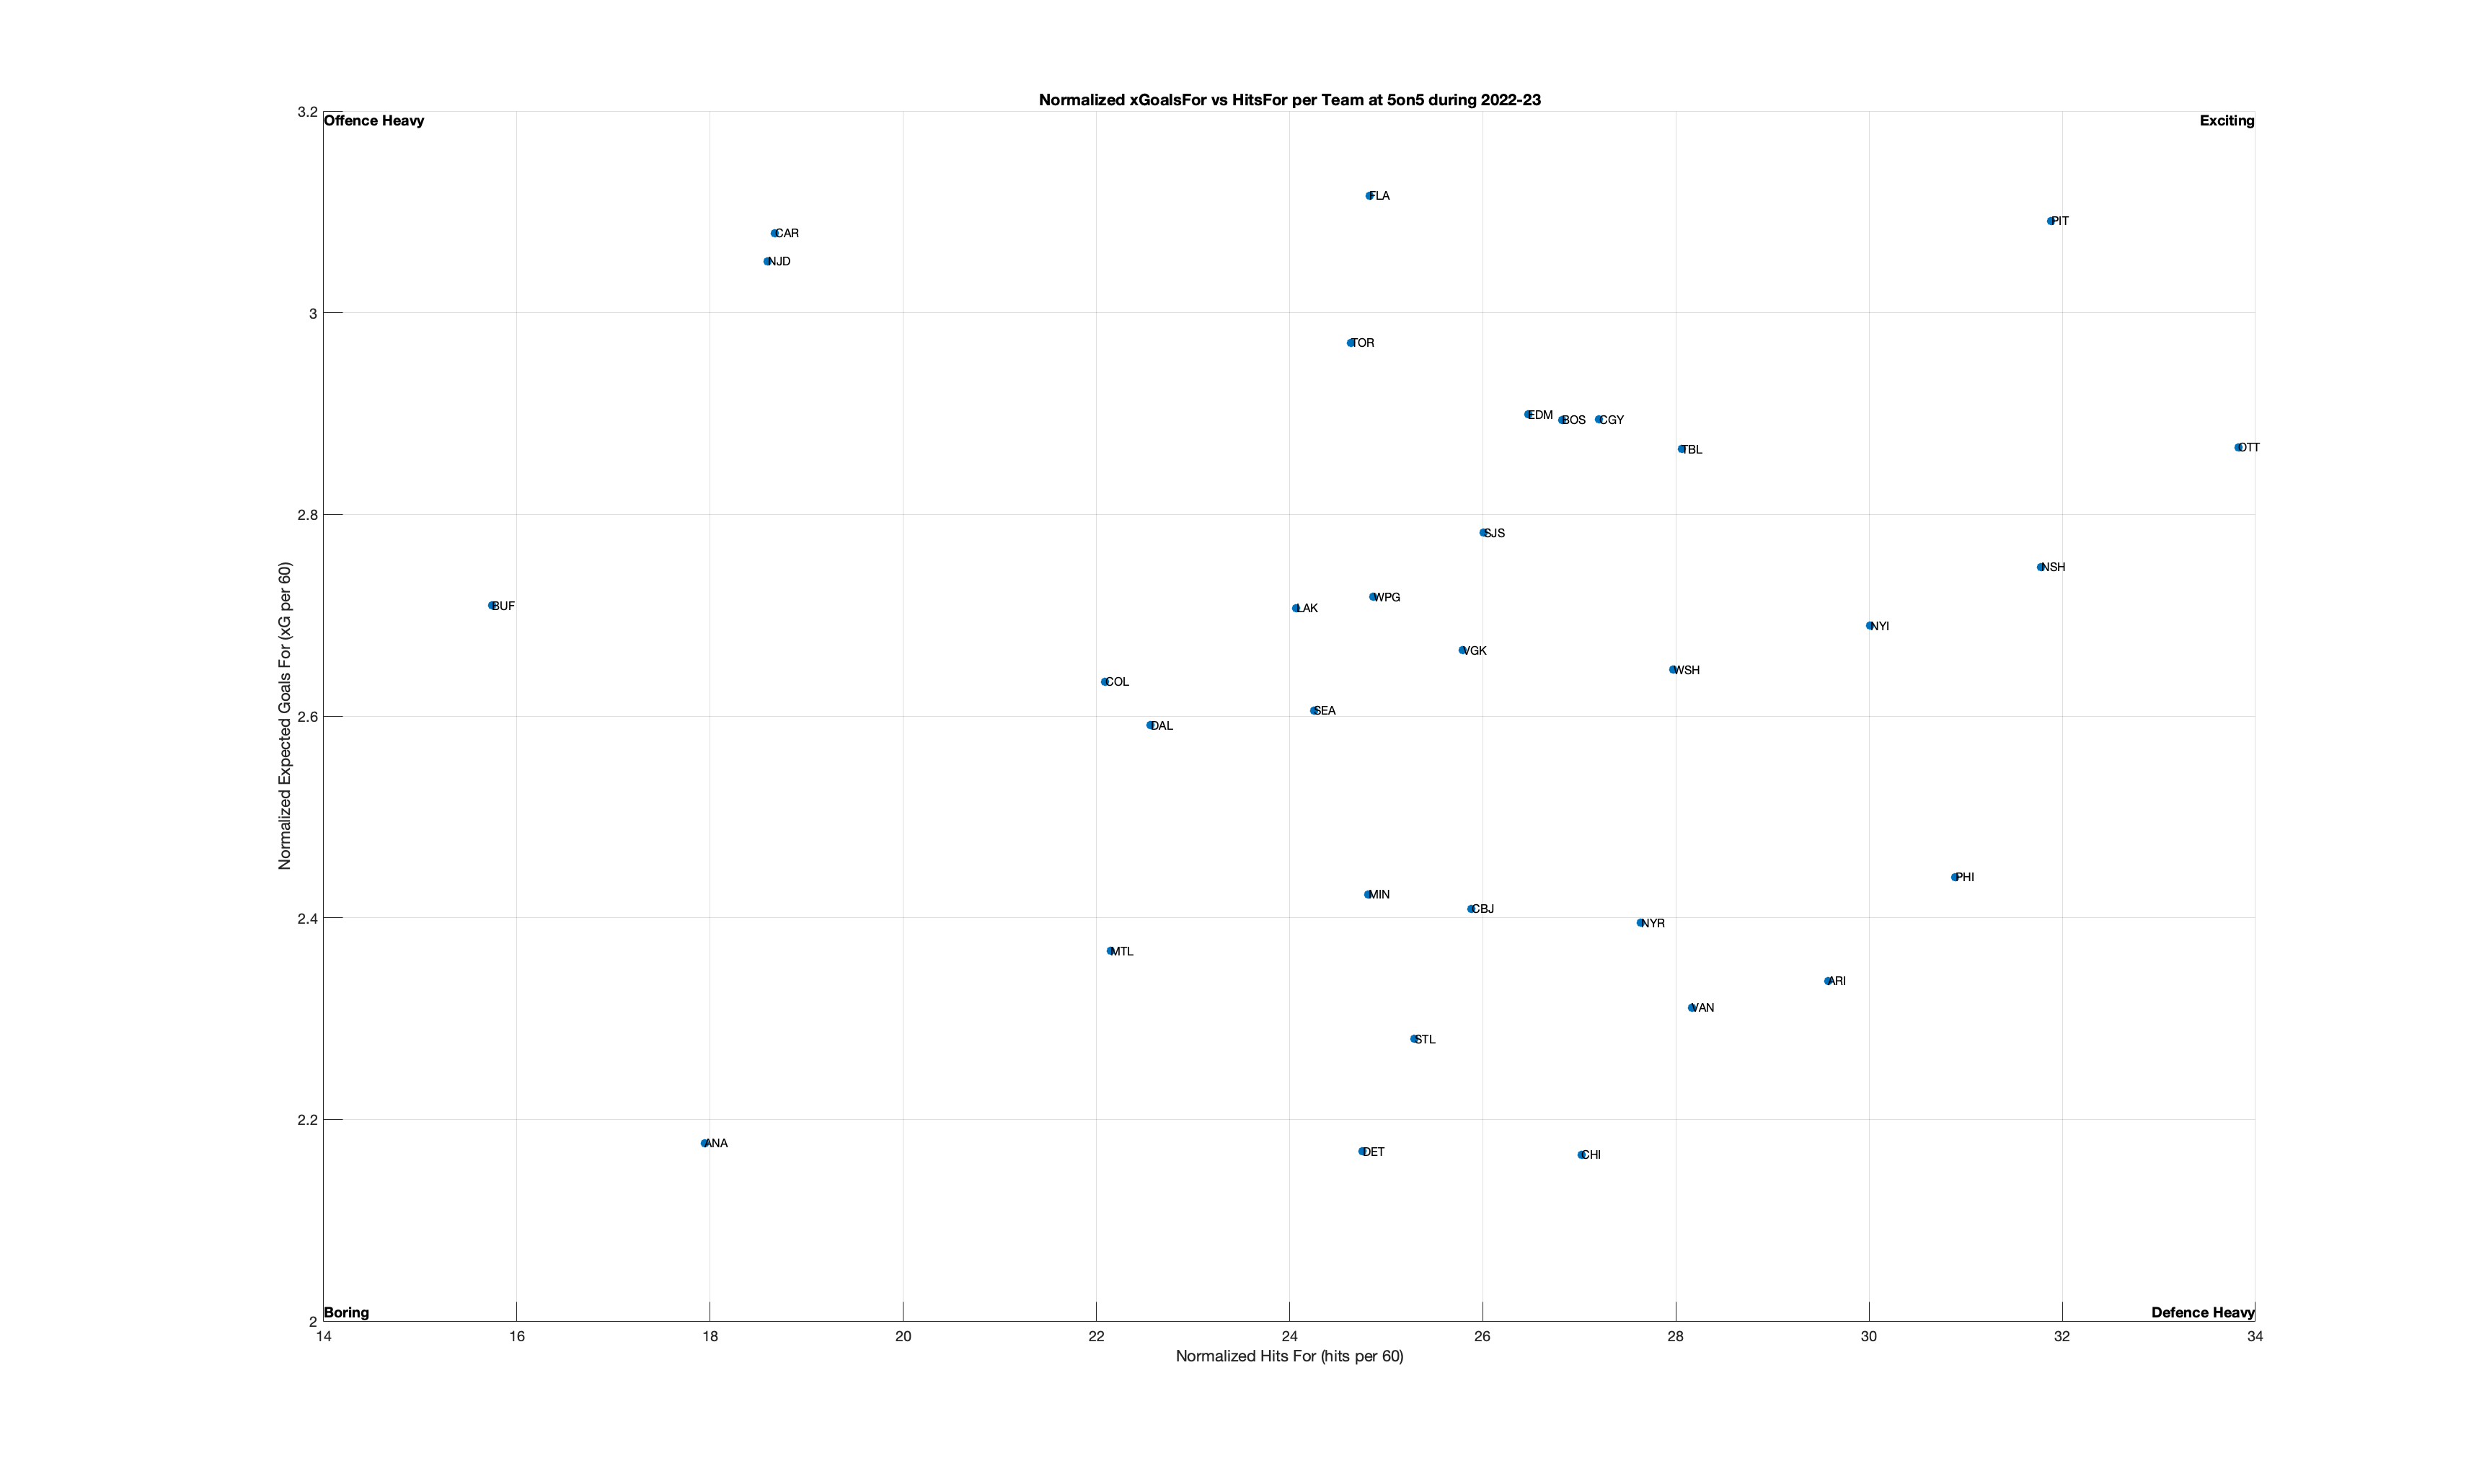 Normalized xGoalsFor vs HitsFor per Team at 5on5 during 2022-23
3.2
Offence Heavy
Exciting
FLA
PIT
CAR
NJD
3
TOR
EDM
BOS
CGY
TBL
OTT
2.8
SJS
NSH
WPG
BUF
LAK
NYI
VGK
WSH
COL
SEA
2.6
DAL
Normalized Expected Goals For (xG per 60)
PHI
MIN
CBJ
2.4
NYR
MTL
ARI
VAN
STL
2.2
ANA
DET
CHI
Boring
Defence Heavy
2
14 16 18 20 22 24 26 28 30 32 34
Normalized Hits For (hits per 60)